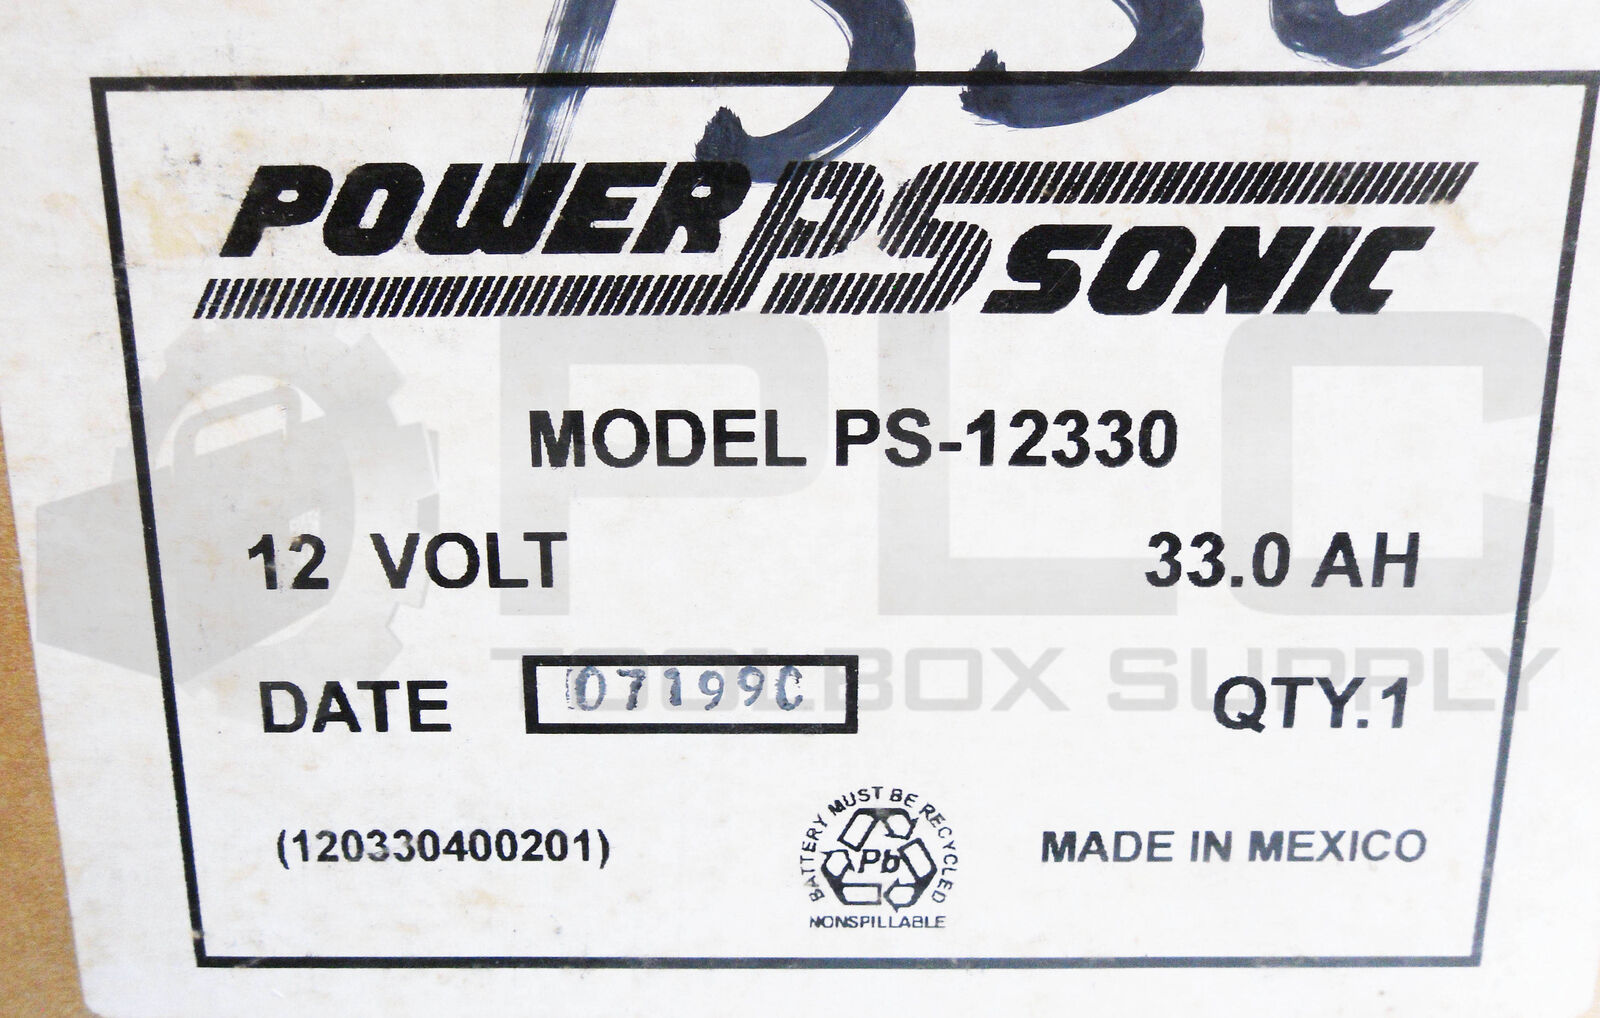 POWER PS SONIC
PLC
MODEL PS-12330
12 VOLT 33.0 AH
TOOLBOX SUPPLY
DATE 07199C QTY.1
(120330400201)
BATTERY MUST BE RECYCLED
Pb
NONSPILLABLE
MADE IN MEXICO